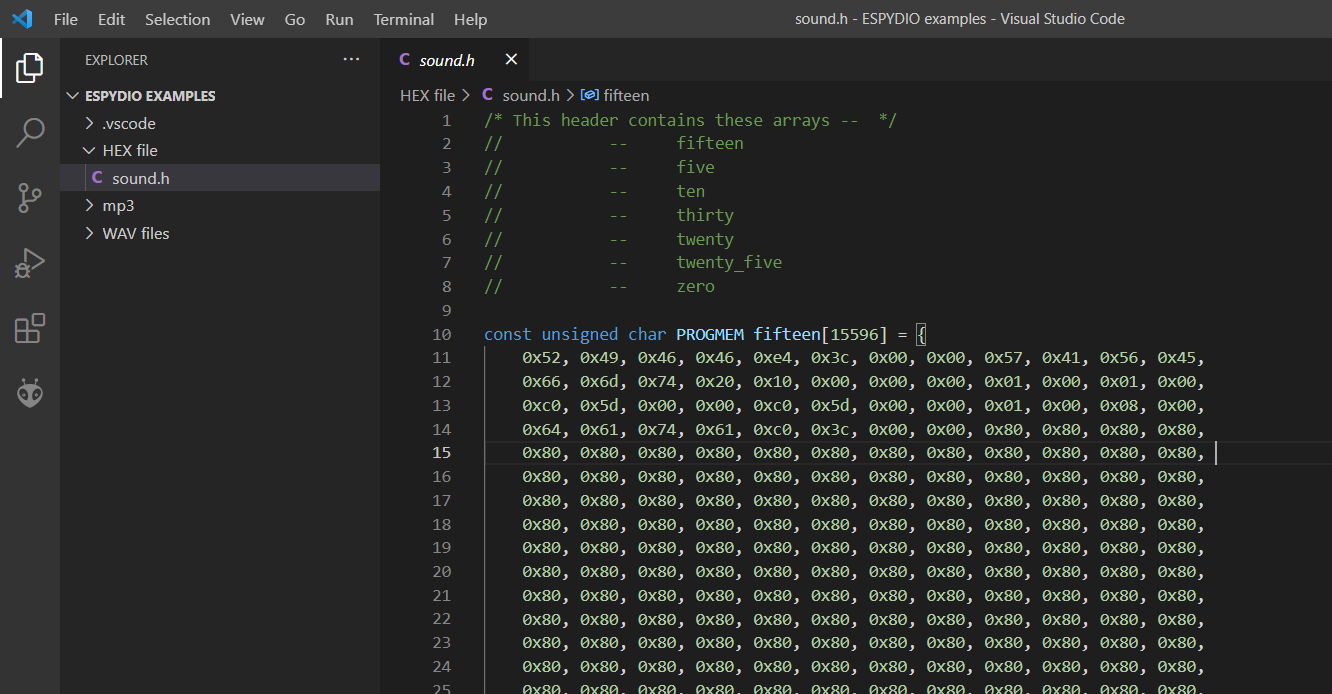 File Edit Selection View Go Run Terminal Help sound.h - ESPYDIO examples - Visual Studio Code
EXPLORER ...
ESPYDIO EXAMPLES
.vscode
HEX file
C sound.h
mp3
WAV files
C sound.h ×
HEX file > C sound.h > fifteen
1 /* This header contains these arrays -- */
2 // -- fifteen
3 // -- five
4 // -- ten
5 // -- thirty
6 // -- twenty
7 // -- twenty_five
8 // -- zero
9
10 const unsigned char PROGMEM fifteen[15596] = {
11 0x52, 0x49, 0x46, 0x46, 0xe4, 0x3c, 0x00, 0x00, 0x57, 0x41, 0x56, 0x45,
12 0x66, 0x6d, 0x74, 0x20, 0x10, 0x00, 0x00, 0x00, 0x01, 0x00, 0x01, 0x00,
13 0xc0, 0x5d, 0x00, 0x00, 0xc0, 0x5d, 0x00, 0x00, 0x01, 0x00, 0x08, 0x00,
14 0x64, 0x61, 0x74, 0x61, 0xc0, 0x3c, 0x00, 0x00, 0x80, 0x80, 0x80, 0x80,
15 0x80, 0x80, 0x80, 0x80, 0x80, 0x80, 0x80, 0x80, 0x80, 0x80, 0x80, 0x80,
16 0x80, 0x80, 0x80, 0x80, 0x80, 0x80, 0x80, 0x80, 0x80, 0x80, 0x80, 0x80,
17 0x80, 0x80, 0x80, 0x80, 0x80, 0x80, 0x80, 0x80, 0x80, 0x80, 0x80, 0x80,
18 0x80, 0x80, 0x80, 0x80, 0x80, 0x80, 0x80, 0x80, 0x80, 0x80, 0x80, 0x80,
19 0x80, 0x80, 0x80, 0x80, 0x80, 0x80, 0x80, 0x80, 0x80, 0x80, 0x80, 0x80,
20 0x80, 0x80, 0x80, 0x80, 0x80, 0x80, 0x80, 0x80, 0x80, 0x80, 0x80, 0x80,
21 0x80, 0x80, 0x80, 0x80, 0x80, 0x80, 0x80, 0x80, 0x80, 0x80, 0x80, 0x80,
22 0x80, 0x80, 0x80, 0x80, 0x80, 0x80, 0x80, 0x80, 0x80, 0x80, 0x80, 0x80,
23 0x80, 0x80, 0x80, 0x80, 0x80, 0x80, 0x80, 0x80, 0x80, 0x80, 0x80, 0x80,
24 0x80, 0x80, 0x80, 0x80, 0x80, 0x80, 0x80, 0x80, 0x80, 0x80, 0x80, 0x80,
25 0x80, 0x80, 0x80, 0x80, 0x80, 0x80, 0x80, 0x80, 0x80, 0x80, 0x80, 0x80,